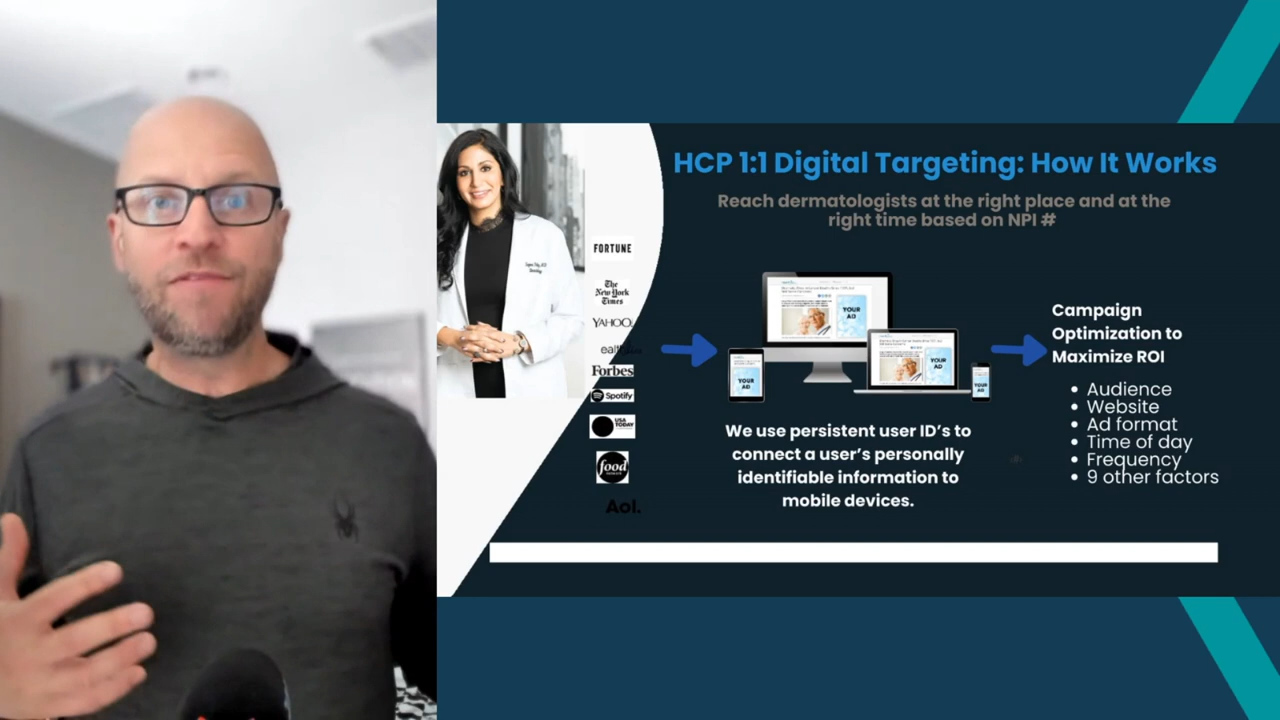 HCP 1:1 Digital Targeting: How It Works
Reach dermatologists at the right place and at the
right time based on NPI #
FORTUNE
The
New York
Times
YAHOO!
Forbes
Spotify
USA
TODAY
food
Aol.
YOUR
AD
YOUR
AD
YOUR
AD
YOUR
AD
We use persistent user ID's to
connect a user's personally
identifiable information to
mobile devices.
Campaign
Optimization to
Maximize ROI
• Audience
• Website
• Ad format
• Time of day
• Frequency
• 9 other factors